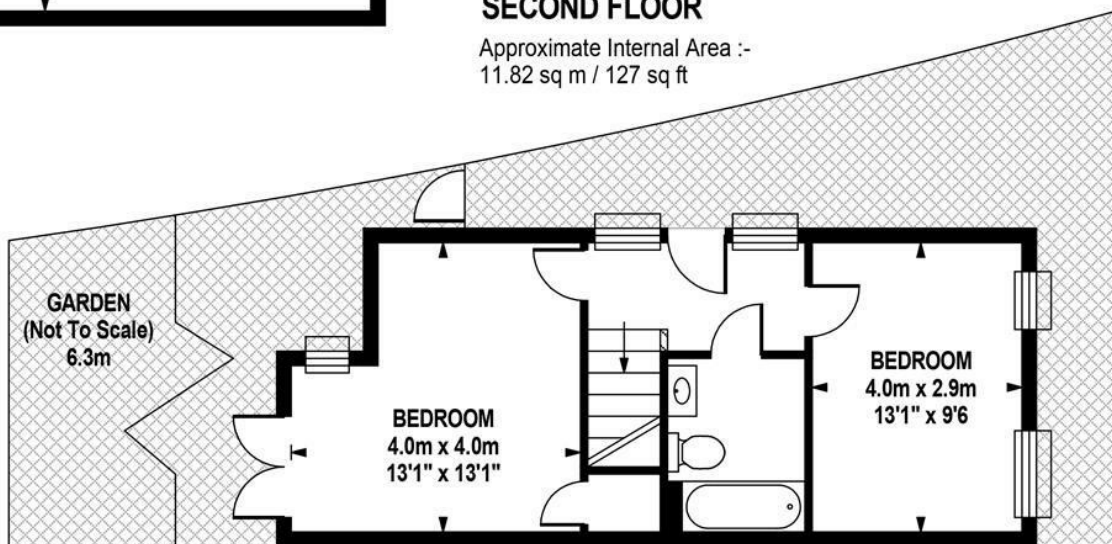 SECOND FLOOR
Approximate Internal Area :-
11.82 sq m / 127 sq ft
GARDEN
(Not To Scale)
6.3m
BEDROOM
4.0m x 4.0m
13'1" x 13'1"
BEDROOM
4.0m x 2.9m
13'1" x 9'6